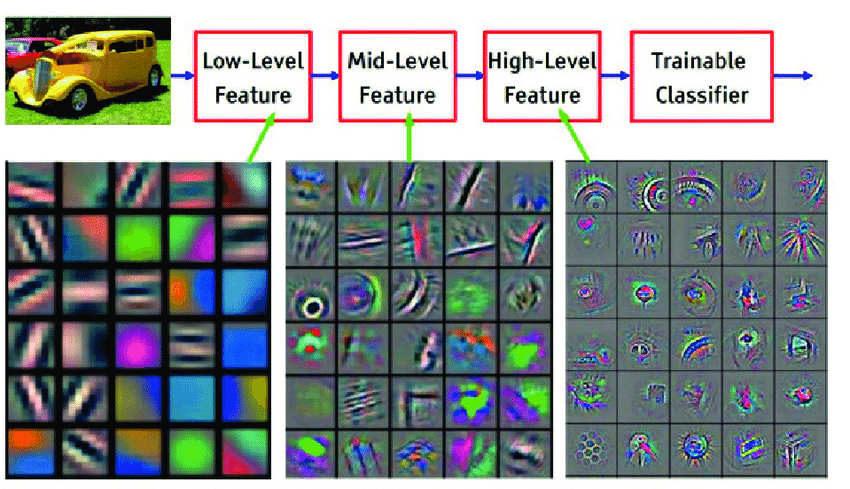 Low-Level
Feature
Mid-Level
Feature
High-Level
Feature
Trainable
Classifier